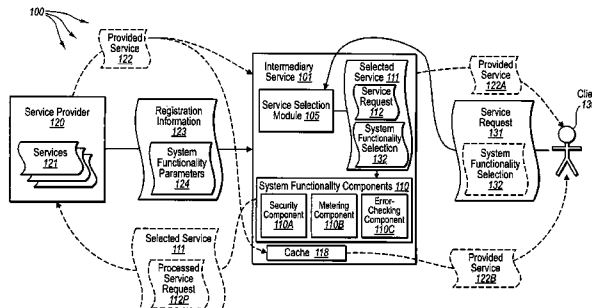 100
Provided
Service
122
Service Provider
120
Services
121
Registration
Information
123
System
Functionality
Parameters
124
Selected Service
111
Processed
Service
Request
112P
Intermediary
Service 101
Service Selection
Module 105
Selected
Service 111
Service
Request
112
System
Functionality
Selection
132
System Functionality Components 110
Security
Component
110A
Metering
Component
110B
Error-
Checking
Component
110C
Cache 118
Provided
Service
122A
Service
Request
131
System
Functionality
Selection
132
Provided
Service
122B